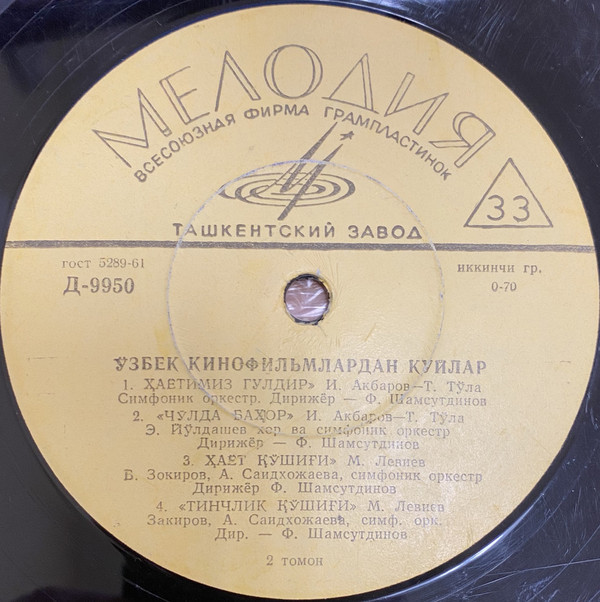 МЕЛОДИЯ
ВСЕСОЮЗНАЯ ФИРМА ГРАМПЛАСТИНОК
33
ТАШКЕНТСКИЙ ЗАВОД
гост 5289-61
Д-9950
иккинчи гр.
0-70
ЎЗБЕК КИНОФИЛЬМЛАРДАН КУЙЛАР
1. ҲАЕТИМИЗ ГУЛДИР» И. Акбаров—Т. Тўла
Симфоник оркестр. Дирижёр — Ф. Шамсутдинов
2. «ЧУЛДА БАҲОР» И. Акбаров—Т. Тўла
Э. Йўлдашев хор ва симфоник оркестр
Дирижёр — Ф. Шамсутдинов
3. ҲАЕТ ҚЎШИҒИ» М. Левиев
Б. Зокиров, А. Саидхожаева, симфоник оркестр
Дирижёр Ф. Шамсутдинов
4. «ТИНЧЛИК ҚЎШИҒИ» М. Левиев
Закиров, А. Саидхожаева, симф. орк.
Дир. — Ф. Шамсутдинов
2 томон